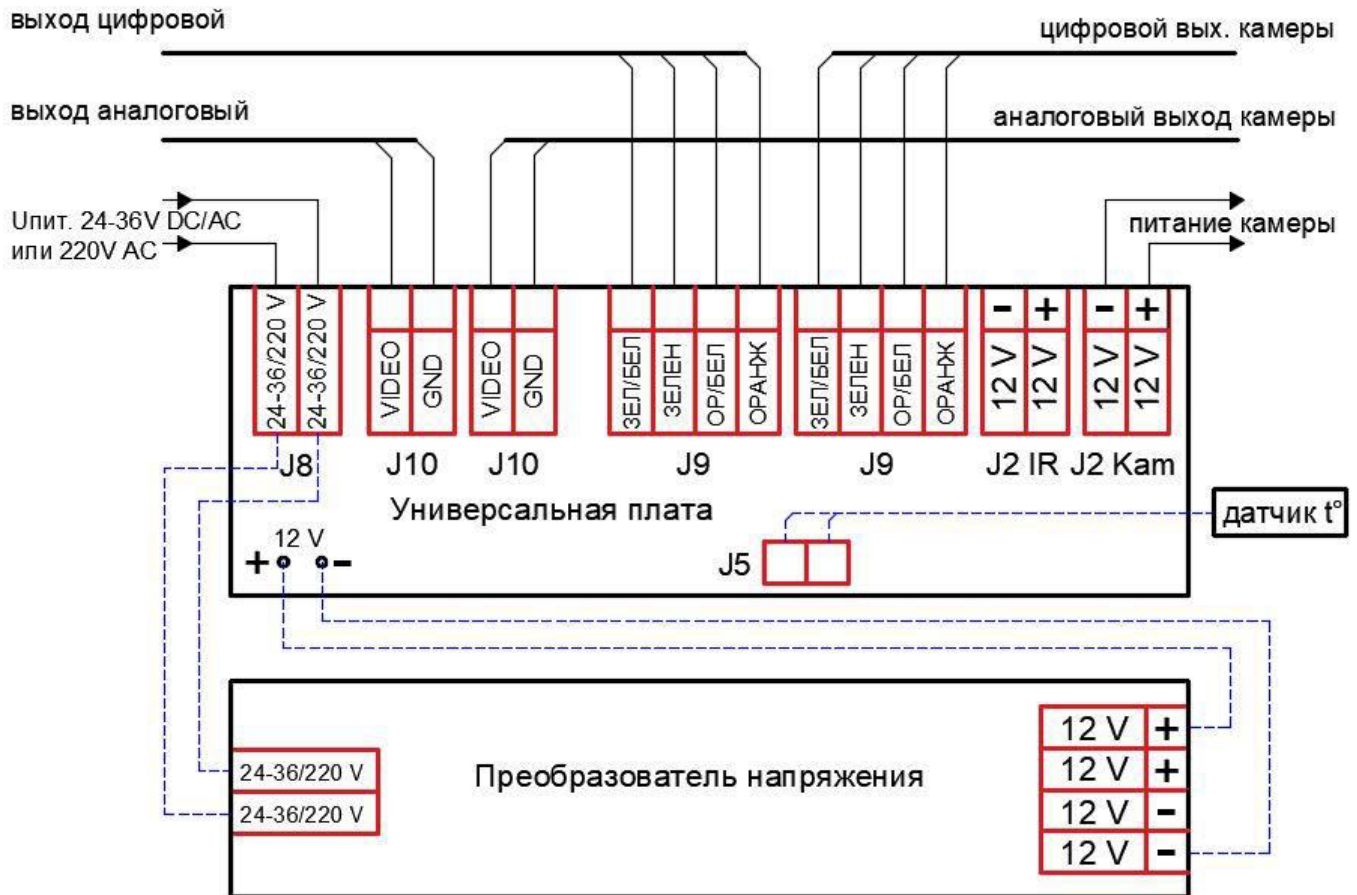 выход цифровой
цифровой вых. камеры
выход аналоговый
аналоговый выход камеры
Uпит. 24-36V DC/AC
или 220V AC
питание камеры
24-36/220 V
24-36/220 V
VIDEO
GND
VIDEO
GND
ЗЕЛ/БЕЛ
ЗЕЛЕН
ОР/БЕЛ
ОРАНЖ
ЗЕЛ/БЕЛ
ЗЕЛЕН
ОР/БЕЛ
ОРАНЖ
- +
12 V
12 V
- +
12 V
12 V
J8
J10
J10
J9
J9
J2 IR
J2 Kam
Универсальная плата
датчик t°
12 V
+ -
J5
24-36/220 V
24-36/220 V
Преобразователь напряжения
12 V +
12 V +
12 V -
12 V -